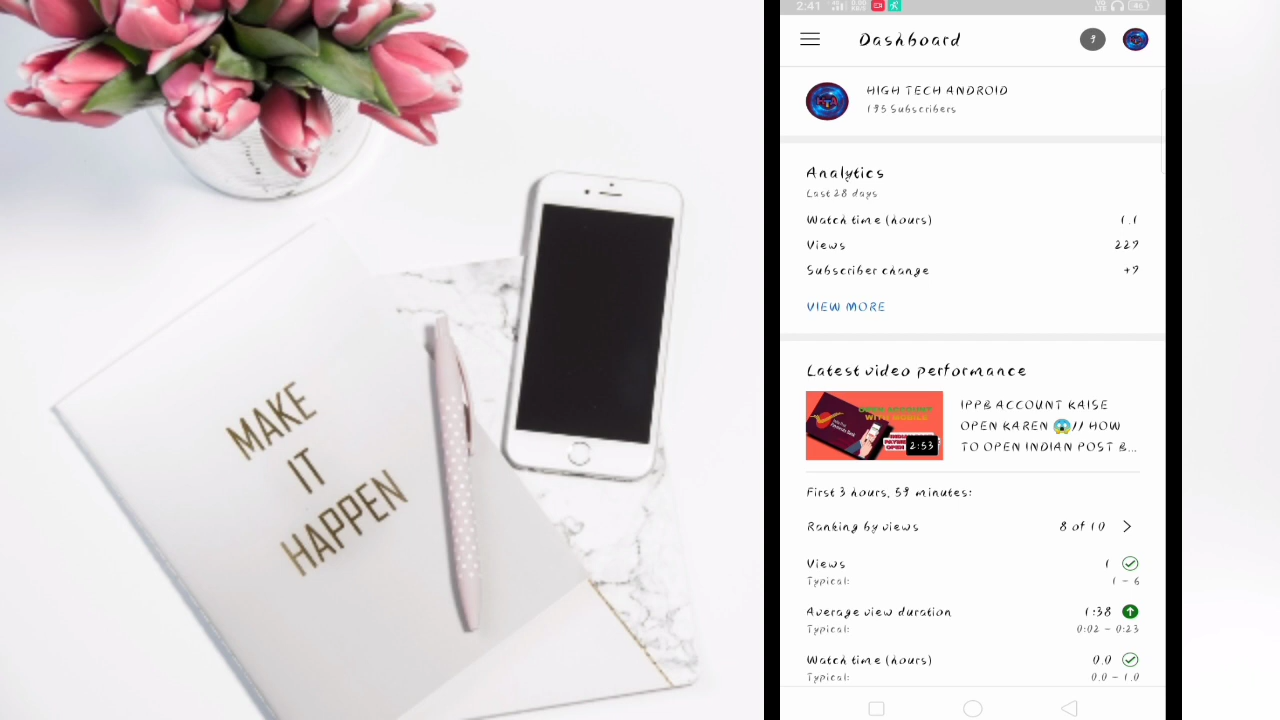 MAKE
IT
HAPPEN
2:41
Dashboard
HIGH TECH ANDROID
195 Subscribers
Analytics
Last 28 days
Watch time (hours) 1.1
Views 229
Subscriber change +9
VIEW MORE
Latest video performance
IPPB ACCOUNT KAISE
OPEN KAREN 😱// HOW
TO OPEN INDIAN POST B...
OPEN ACCOUNT
WITH MOBILE
2:53
First 3 hours, 59 minutes:
Ranking by views 8 of 10
Views 1
Typical: 1 – 6
Average view duration 1:38
Typical: 0:02 – 0:23
Watch time (hours) 0.0
Typical: 0.0 – 1.0